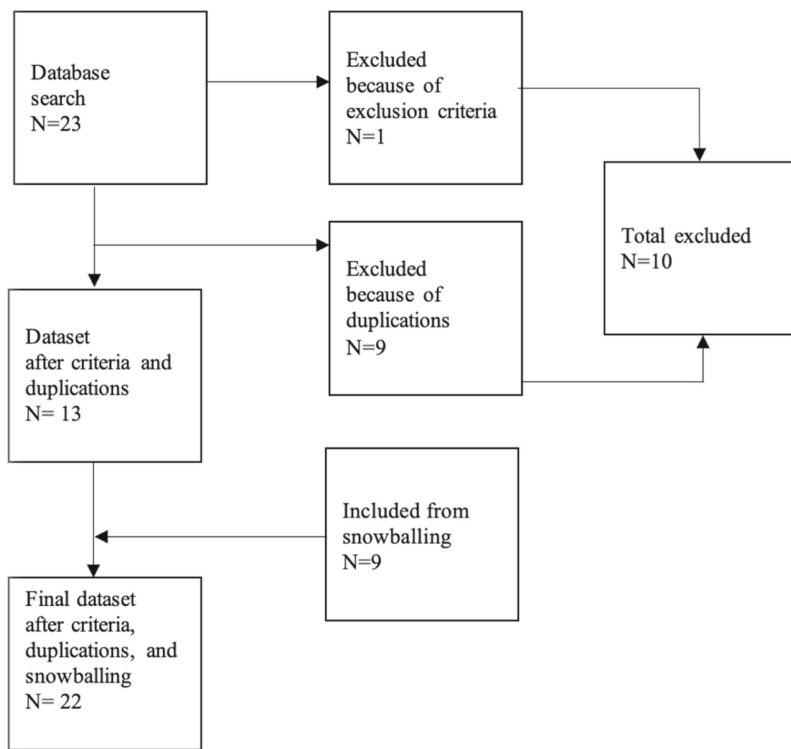 Database
search
N=23
Excluded
because of
exclusion criteria
N=1
Total excluded
N=10
Excluded
because of
duplications
N=9
Dataset
after criteria and
duplications
N= 13
Included from
snowballing
N=9
Final dataset
after criteria,
duplications, and
snowballing
N= 22